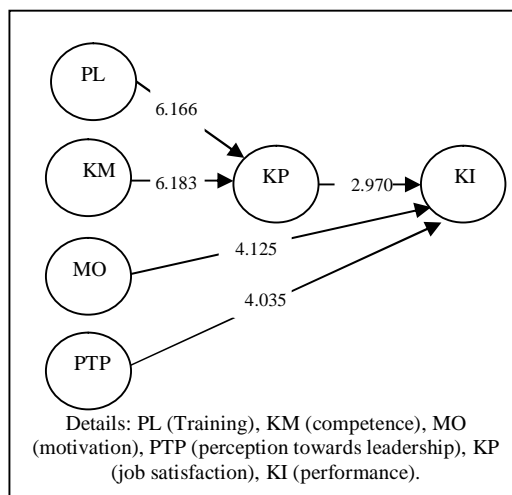 PL
6.166
KM
6.183
KP
2.970
KI
MO
4.125
4.035
PTP
Details: PL (Training), KM (competence), MO
(motivation), PTP (perception towards leadership), KP
(job satisfaction), KI (performance).